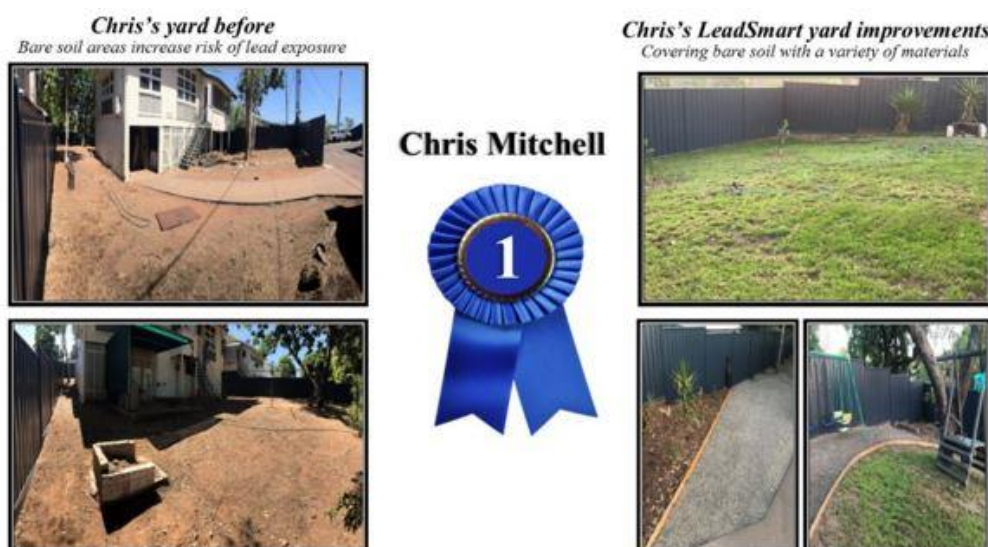 Chris's yard before
Bare soil areas increase risk of lead exposure
Chris Mitchell
1
Chris's LeadSmart yard improvements
Covering bare soil with a variety of materials